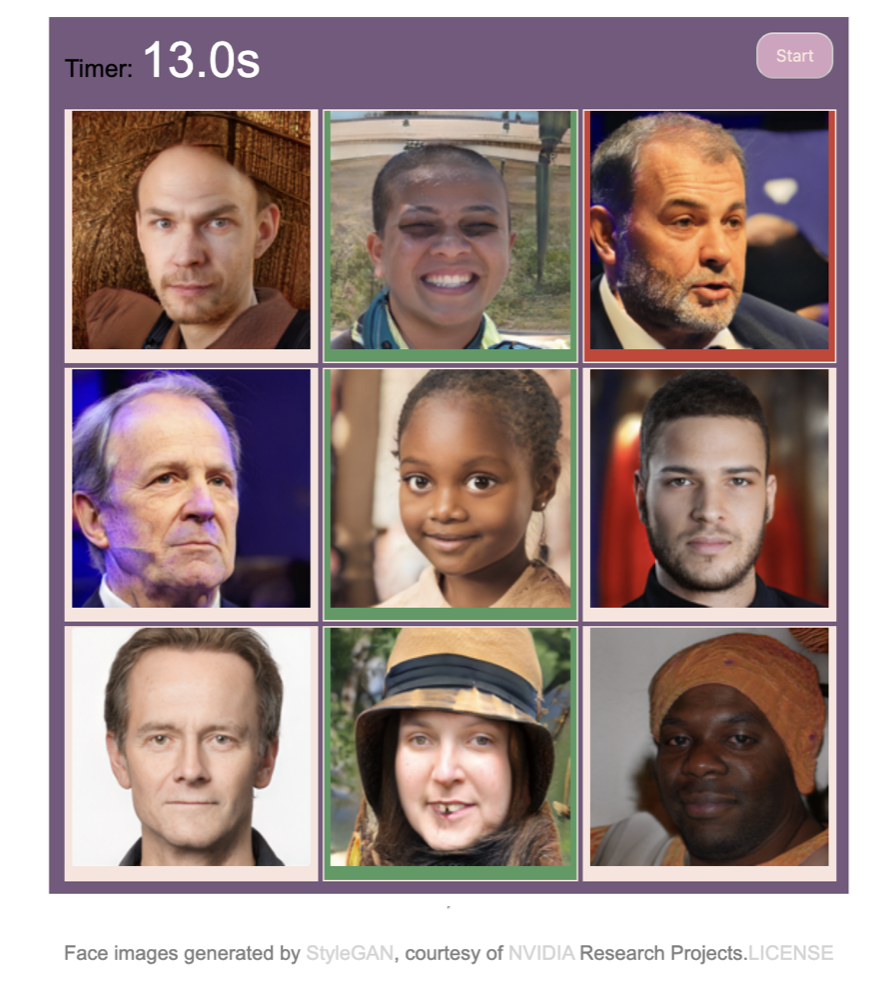 Timer: 13.0s
Start
Face images generated by StyleGAN, courtesy of NVIDIA Research Projects.LICENSE